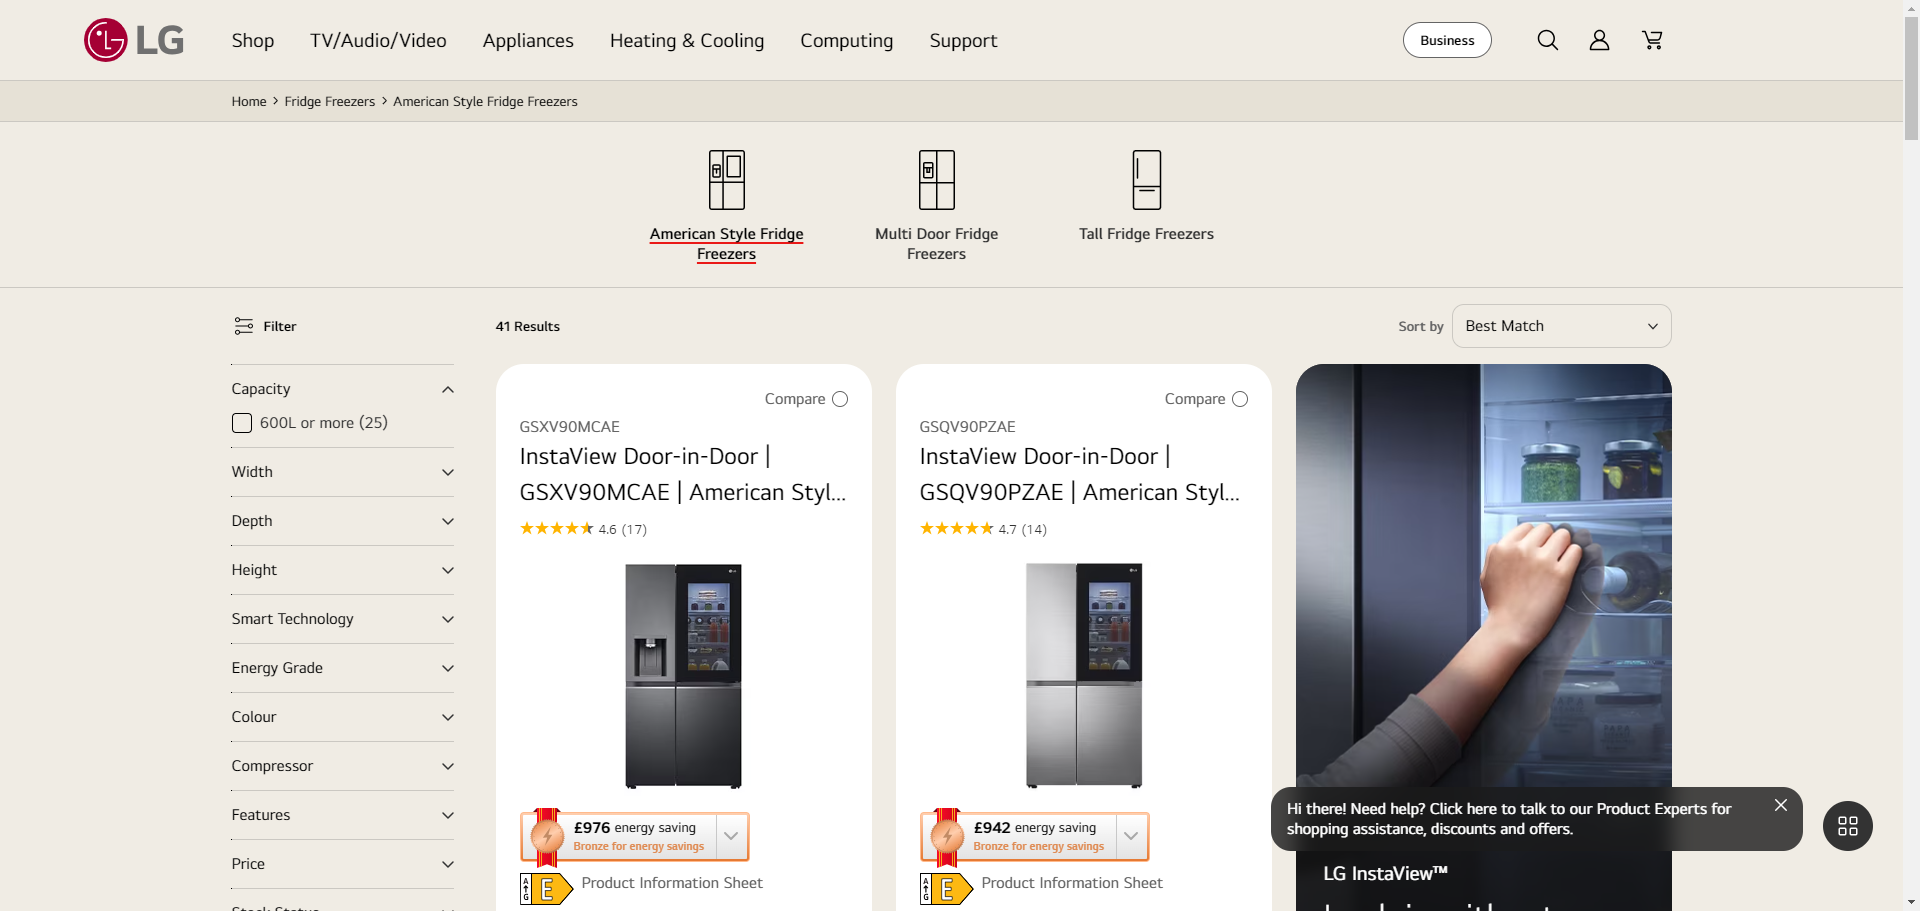 LG
Shop
TV/Audio/Video
Appliances
Heating & Cooling
Computing
Support
Business
Home > Fridge Freezers > American Style Fridge Freezers
American Style Fridge
Freezers
Multi Door Fridge
Freezers
Tall Fridge Freezers
Filter
41 Results
Sort by
Best Match
Capacity
600L or more (25)
Width
Depth
Height
Smart Technology
Energy Grade
Colour
Compressor
Features
Price
Compare
GSXV90MCAE
InstaView Door-in-Door |
GSXV90MCAE | American Styl...
4.6 (17)
£976 energy saving
Bronze for energy savings
A
G
E
Product Information Sheet
Compare
GSQV90PZAE
InstaView Door-in-Door |
GSQV90PZAE | American Styl...
4.7 (14)
£942 energy saving
Bronze for energy savings
A
G
E
Product Information Sheet
Hi there! Need help? Click here to talk to our Product Experts for
shopping assistance, discounts and offers.
LG InstaView™